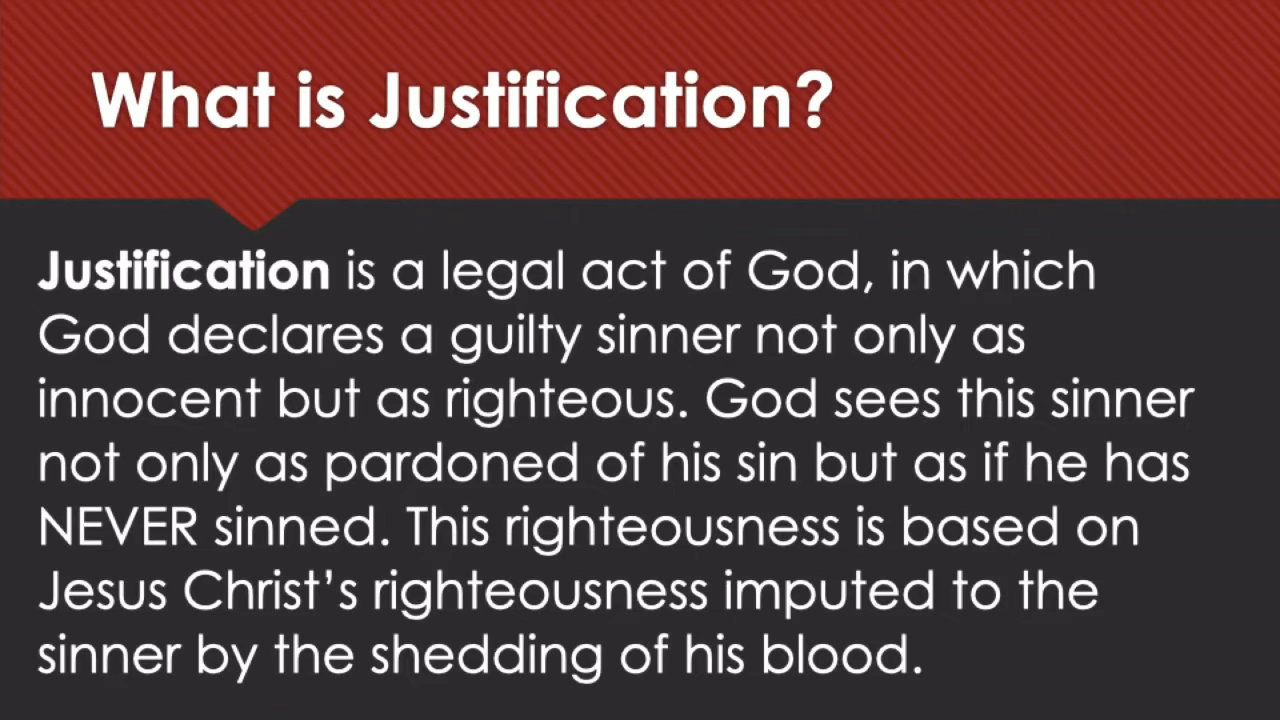 What is Justification?
Justification is a legal act of God, in which
God declares a guilty sinner not only as
innocent but as righteous. God sees this sinner
not only as pardoned of his sin but as if he has
NEVER sinned. This righteousness is based on
Jesus Christ’s righteousness imputed to the
sinner by the shedding of his blood.